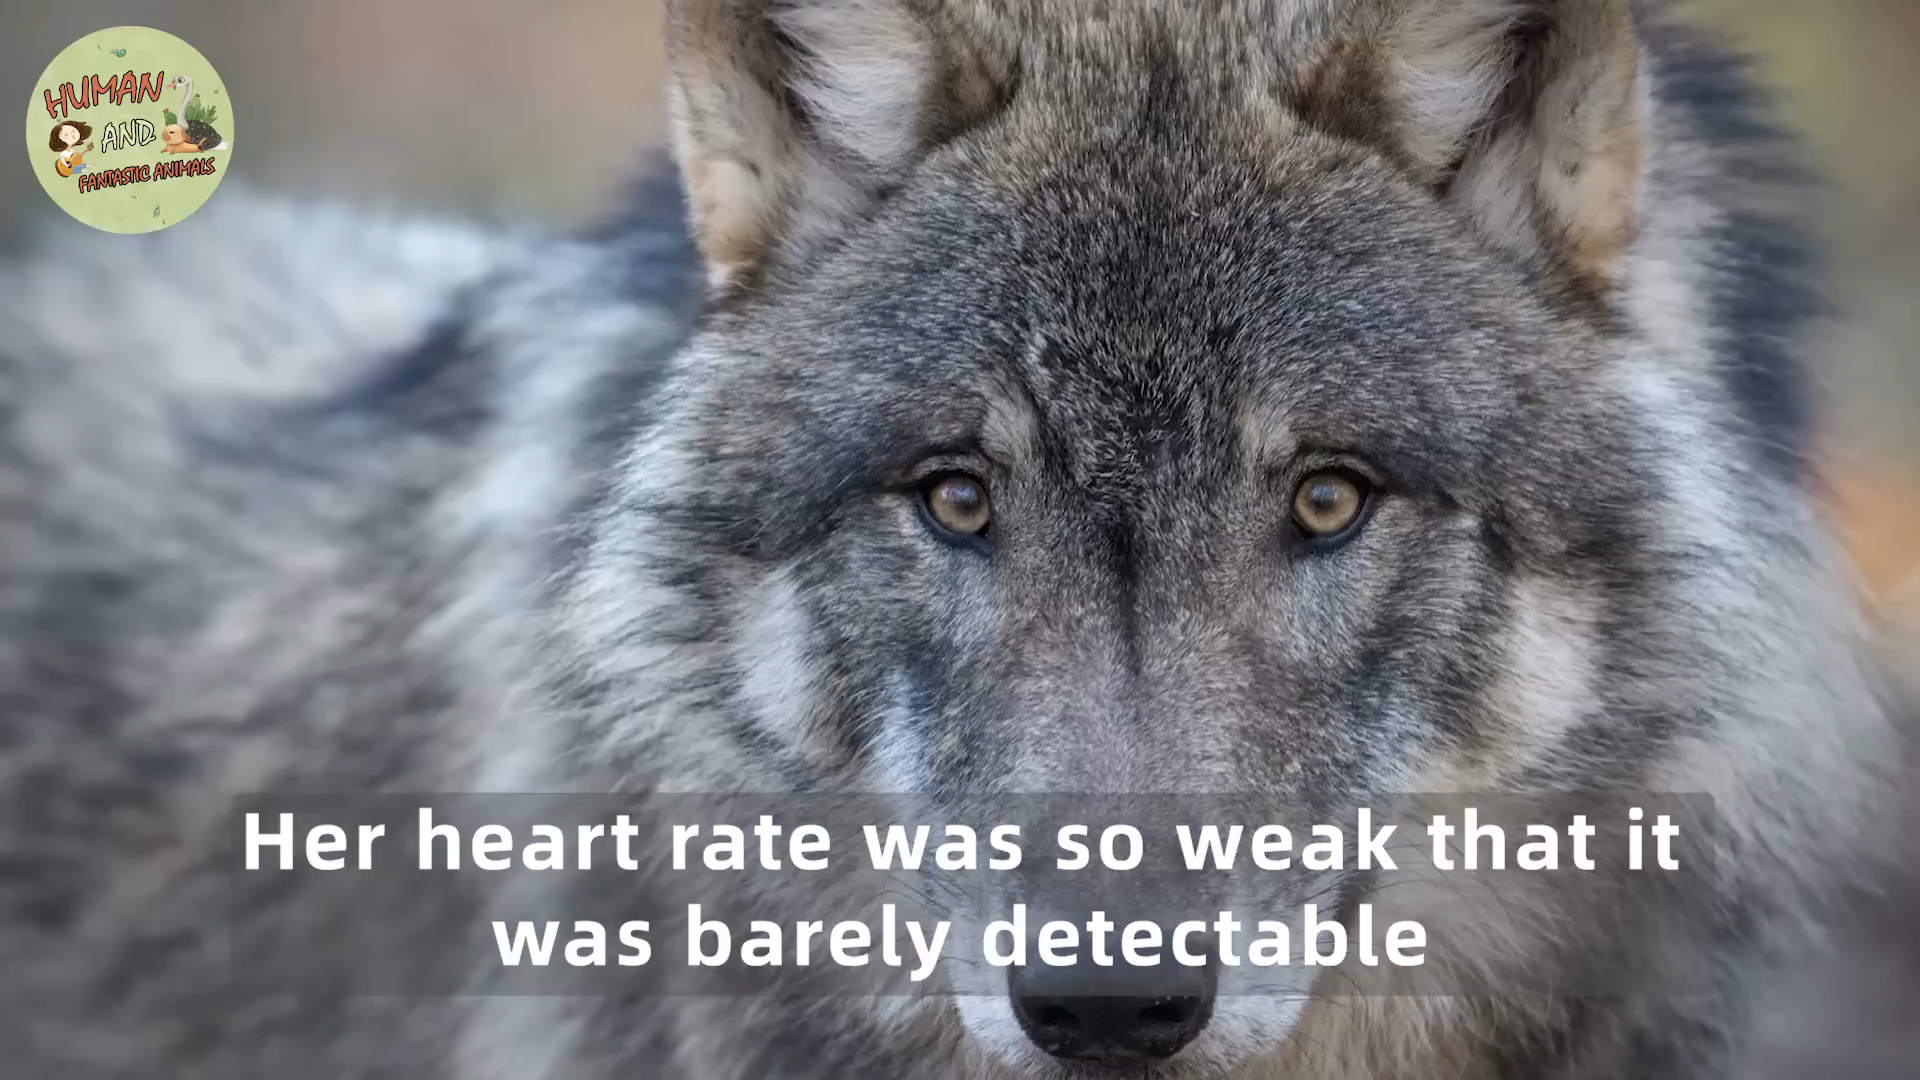 HUMAN
AND
FANTASTIC ANIMALS
Her heart rate was so weak that it
was barely detectable